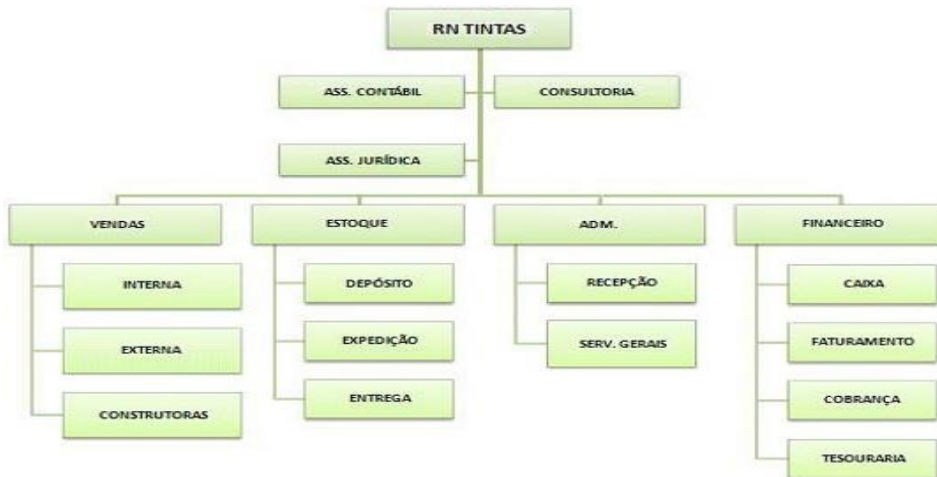 RN TINTAS
ASS. CONTÁBIL
CONSULTORIA
ASS. JURÍDICA
VENDAS
INTERNA
EXTERNA
CONSTRUTORAS
ESTOQUE
DEPÓSITO
EXPEDIÇÃO
ENTREGA
ADM.
RECEPÇÃO
SERV. GERAIS
FINANCEIRO
CAIXA
FATURAMENTO
COBRANÇA
TESOURARIA